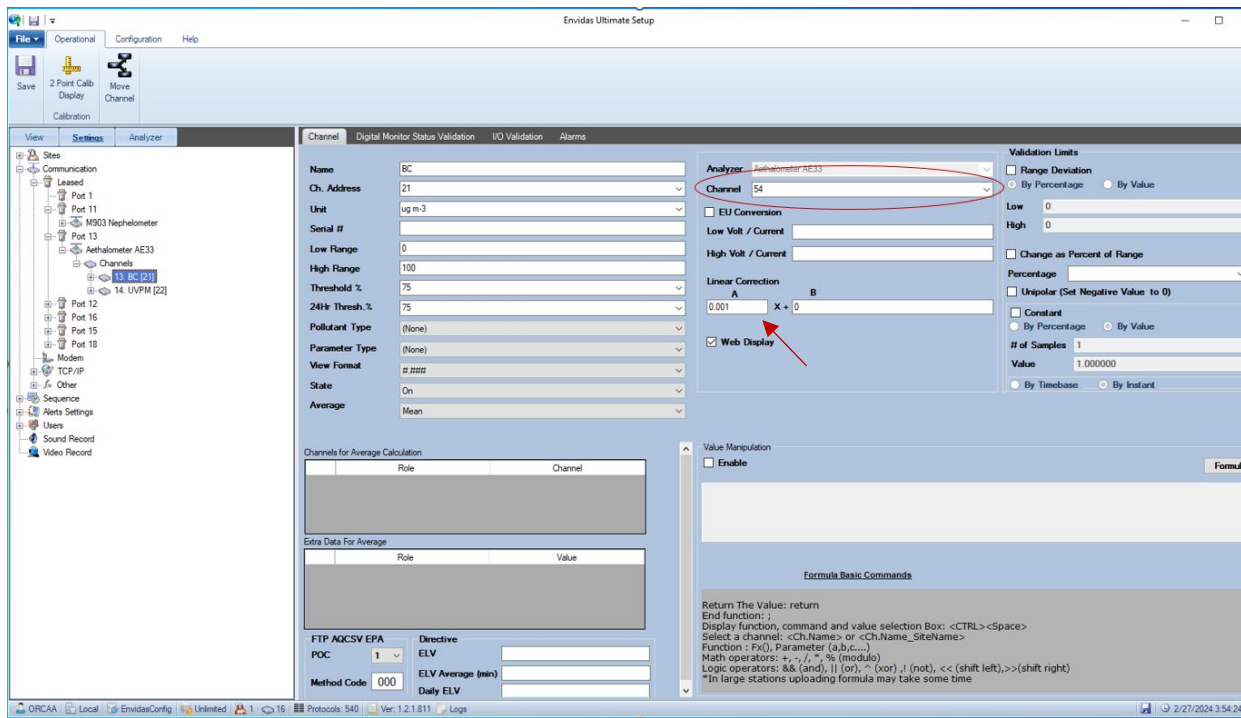 Envidas Ultimate Setup
File Operational Configuration Help
Save
2 Point Calib Display
Move Channel
Calibration
View Settings Analyzer
Channel Digital Monitor Status Validation I/O Validation Alarms
Sites
Communication
Leased
Port 1
Port 11
M903 Nephelometer
Port 13
Aethalometer AE33
Channels
13. BC [21]
14. UVPM [22]
Port 12
Port 16
Port 15
Port 18
Modem
TCP/IP
fx Other
Sequence
Alerts Settings
Users
Sound Record
Video Record
Name BC
Ch. Address 21
Unit ug m-3
Serial #
Low Range 0
High Range 100
Threshold % 75
24Hr Thresh.% 75
Pollutant Type (None)
Parameter Type (None)
View Format #.###
State On
Average Mean
Analyzer Aethalometer AE33
Channel 54
EU Conversion
Low Volt / Current
High Volt / Current
Linear Correction
A B
0.001 X + 0
Web Display
Validation Limits
Range Deviation
By Percentage By Value
Low 0
High 0
Change as Percent of Range
Percentage
Unipolar (Set Negative Value to 0)
Constant
By Percentage By Value
# of Samples 1
Value 1.000000
By Timebase By Instant
Channels for Average Calculation
Role Channel
Extra Data For Average
Role Value
FTP AQCSV EPA
POC 1
Method Code 000
Directive
ELV
ELV Average (min)
Daily ELV
Value Manipulation
Enable
Formul
Formula Basic Commands
Return The Value: return
End function: ;
Display function, command and value selection Box: <CTRL><Space>
Select a channel: <Ch.Name> or <Ch.Name_SiteName>
Function : Fx(), Parameter (a,b,c....)
Math operators: +, -, /, *, % (modulo)
Logic operators: && (and), || (or), ^ (xor) ,! (not), << (shift left),>>(shift right)
*In large stations uploading formula may take some time
ORCAA Local EnvidasConfig Unlimited 1 16 Protocols: 540 Ver: 1.2.1.811 Logs 2/27/2024 3:54:24